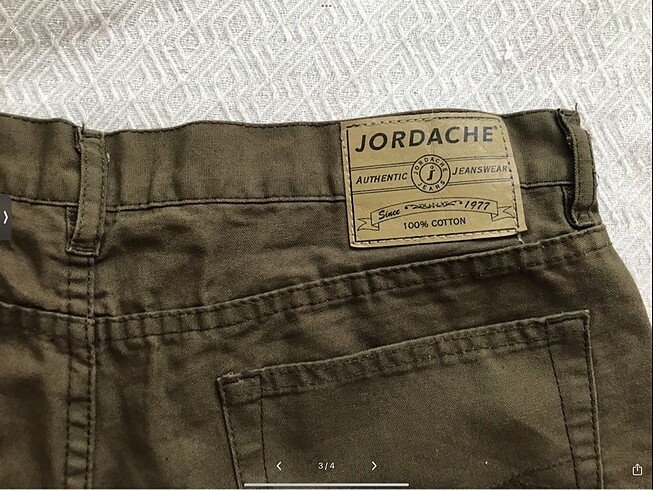 JORDACHE
AUTHENTIC JORDACHE j JEANS JEANSWEAR
Since 1977
100% COTTON
3/4